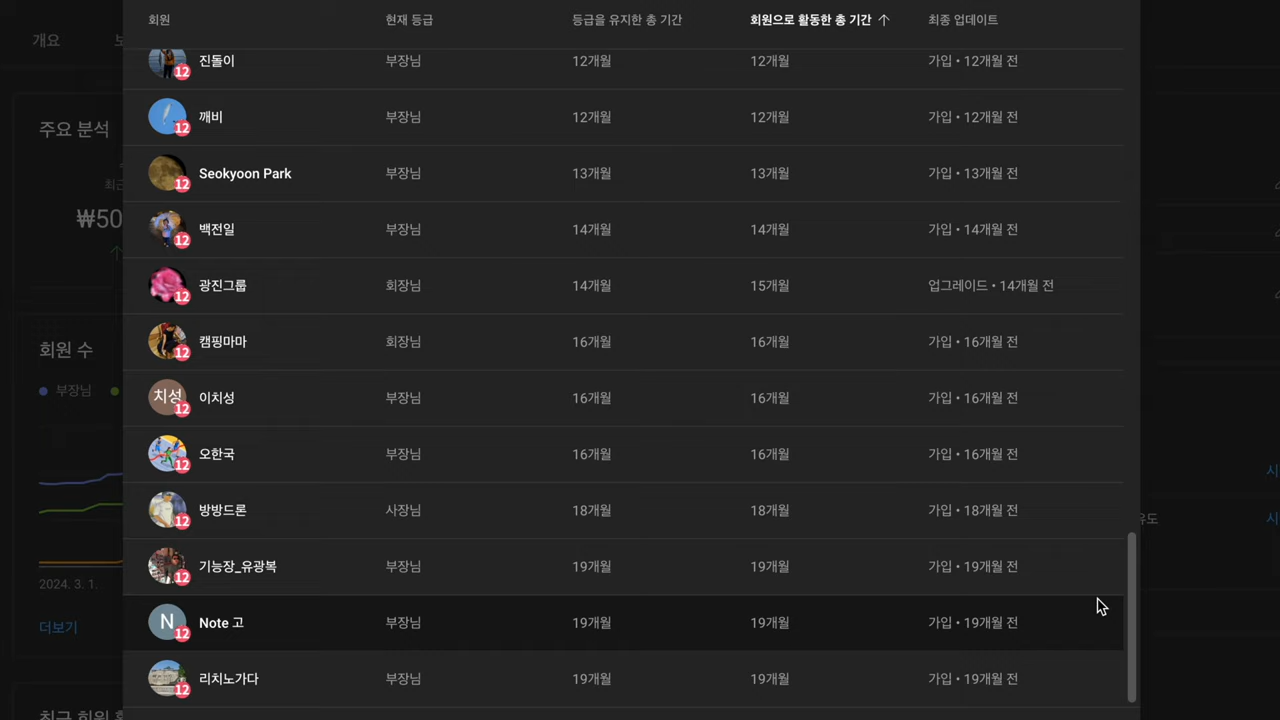 회원 현재 등급 등급을 유지한 총 기간 회원으로 활동한 총 기간 ↑ 최종 업데이트
12 진돌이 부장님 12개월 12개월 가입 • 12개월 전
12 깨비 부장님 12개월 12개월 가입 • 12개월 전
12 Seokyoon Park 부장님 13개월 13개월 가입 • 13개월 전
12 백전일 부장님 14개월 14개월 가입 • 14개월 전
12 광진그룹 회장님 14개월 15개월 업그레이드 • 14개월 전
12 캠핑마마 회장님 16개월 16개월 가입 • 16개월 전
치성 12 이치성 부장님 16개월 16개월 가입 • 16개월 전
12 오한국 부장님 16개월 16개월 가입 • 16개월 전
12 방방드론 사장님 18개월 18개월 가입 • 18개월 전
12 기능장_유광복 부장님 19개월 19개월 가입 • 19개월 전
N 12 Note 고 부장님 19개월 19개월 가입 • 19개월 전
12 리치노가다 부장님 19개월 19개월 가입 • 19개월 전
개요
주요 분석
₩50
회원 수
부장님
2024. 3. 1.
더보기
최근 회원